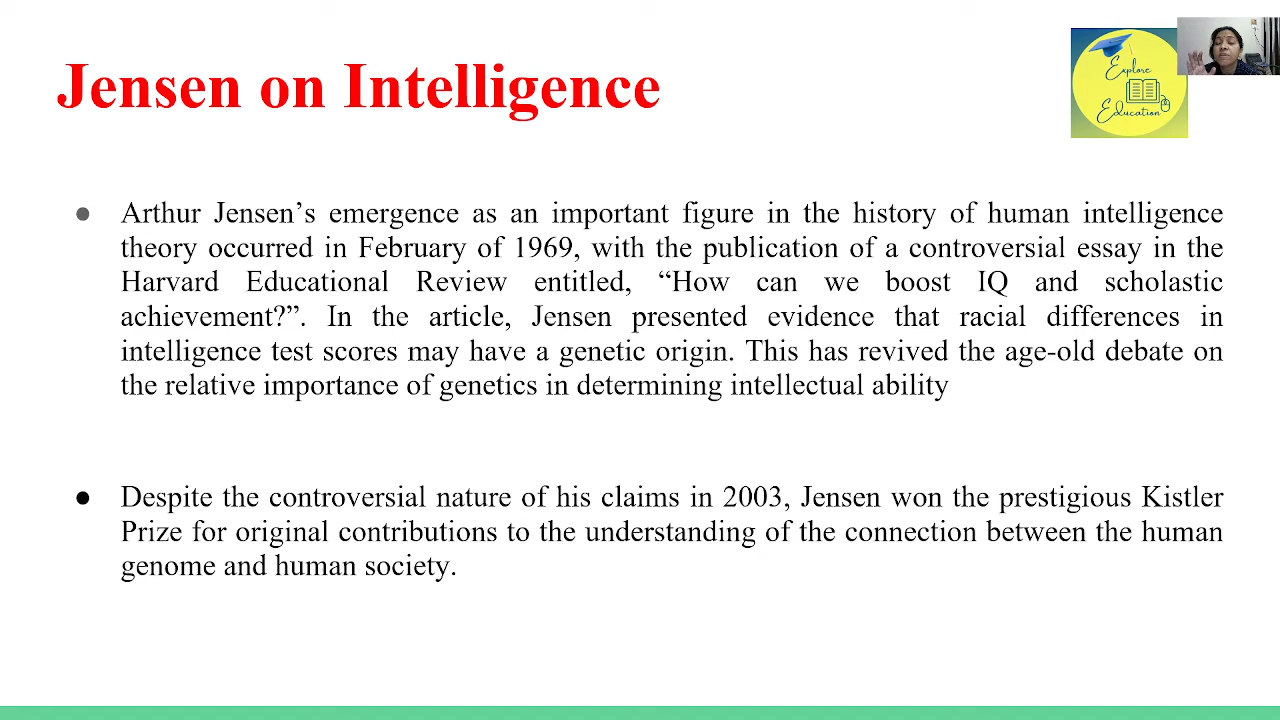 Jensen on Intelligence
Explore
Education
● Arthur Jensen’s emergence as an important figure in the history of human intelligence
theory occurred in February of 1969, with the publication of a controversial essay in the
Harvard Educational Review entitled, “How can we boost IQ and scholastic
achievement?”. In the article, Jensen presented evidence that racial differences in
intelligence test scores may have a genetic origin. This has revived the age-old debate on
the relative importance of genetics in determining intellectual ability
● Despite the controversial nature of his claims in 2003, Jensen won the prestigious Kistler
Prize for original contributions to the understanding of the connection between the human
genome and human society.